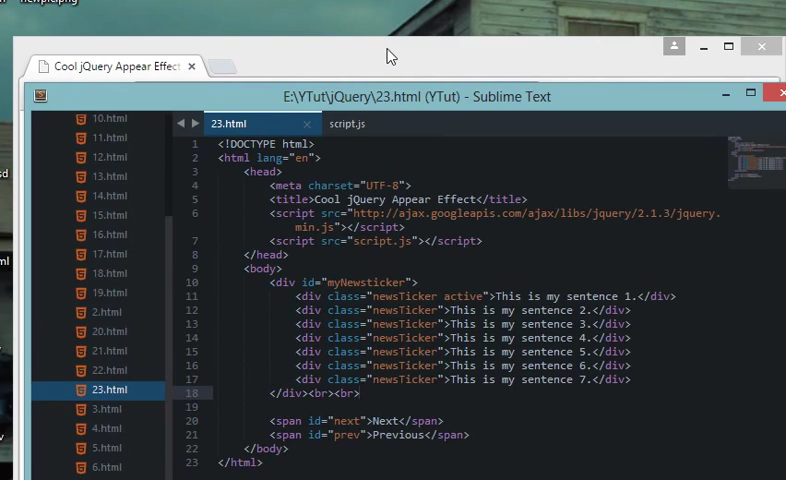 newpic.png
Cool jQuery Appear Effect
E:\YTut\jQuery\23.html (YTut) - Sublime Text
23.html
script.js
10.html
11.html
12.html
13.html
14.html
15.html
16.html
17.html
18.html
19.html
2.html
20.html
21.html
22.html
23.html
3.html
4.html
5.html
6.html
1 <!DOCTYPE html>
2 <html lang="en">
3 <head>
4 <meta charset="UTF-8">
5 <title>Cool jQuery Appear Effect</title>
6 <script src="http://ajax.googleapis.com/ajax/libs/jquery/2.1.3/jquery.
min.js"></script>
7 <script src="script.js"></script>
8 </head>
9 <body>
10 <div id="myNewsticker">
11 <div class="newsTicker active">This is my sentence 1.</div>
12 <div class="newsTicker">This is my sentence 2.</div>
13 <div class="newsTicker">This is my sentence 3.</div>
14 <div class="newsTicker">This is my sentence 4.</div>
15 <div class="newsTicker">This is my sentence 5.</div>
16 <div class="newsTicker">This is my sentence 6.</div>
17 <div class="newsTicker">This is my sentence 7.</div>
18 </div><br><br>
19
20 <span id="next">Next</span>
21 <span id="prev">Previous</span>
22 </body>
23 </html>